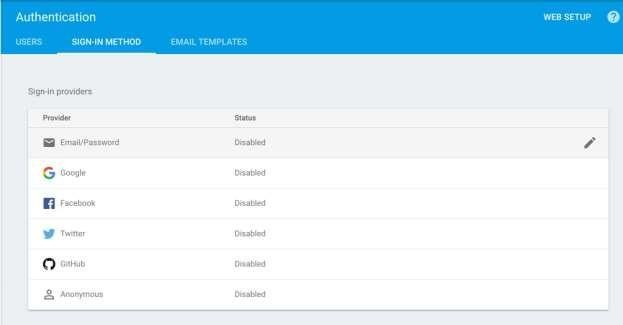 Authentication WEB SETUP ?
USERS SIGN-IN METHOD EMAIL TEMPLATES
Sign-in providers
Provider Status
Email/Password Disabled
Google Disabled
Facebook Disabled
Twitter Disabled
GitHub Disabled
Anonymous Disabled